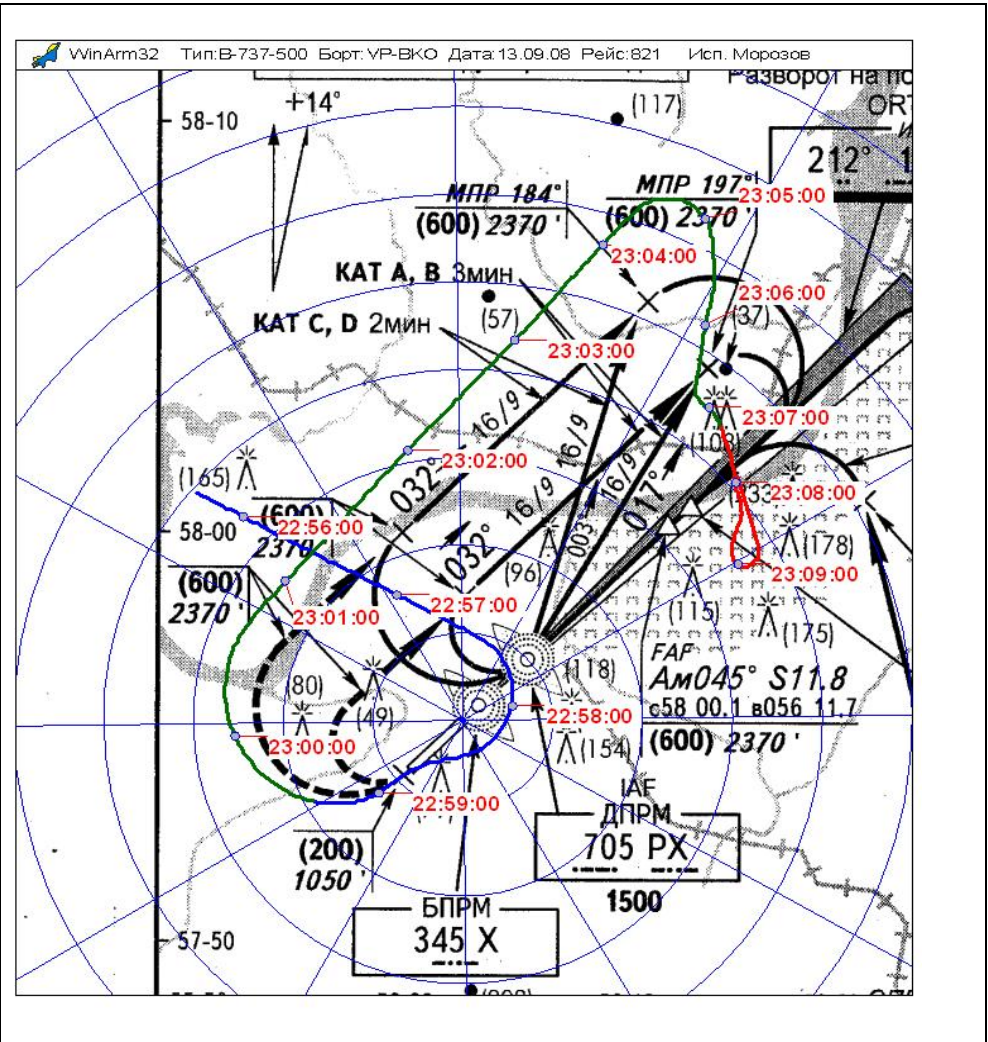 WinArm32 Тип:В-737-500 Борт: VP-BKO Дата:13.09.08 Рейс:821 Исп. Морозов
Разворот на по
+14°
(117)
58-10
212°
МПР 184°
(600) 2370 '
МПР 197°
(600) 2370 '
23:05:00
23:04:00
КАТ А, В 3мин
23:06:00
(57)
(37)
КАТ С, D 2мин
23:03:00
16/9
16/9
23:07:00
23:02:00
(165)
032°
16/9
16/9
017°
23:08:00
(600)
2370 '
22:56:00
58-00
003
(178)
032°
(96)
23:09:00
(600)
2370 '
22:57:00
23:01:00
(115)
(175)
FAF
(118)
Ам045° S11.8
с58 00.1 в056 11.7
(80)
(49)
22:58:00
(600) 2370 '
23:00:00
(154)
IAF
22:59:00
ДПРМ
705 РХ
(200)
1050 '
1500
БПРМ
345 Х
57-50